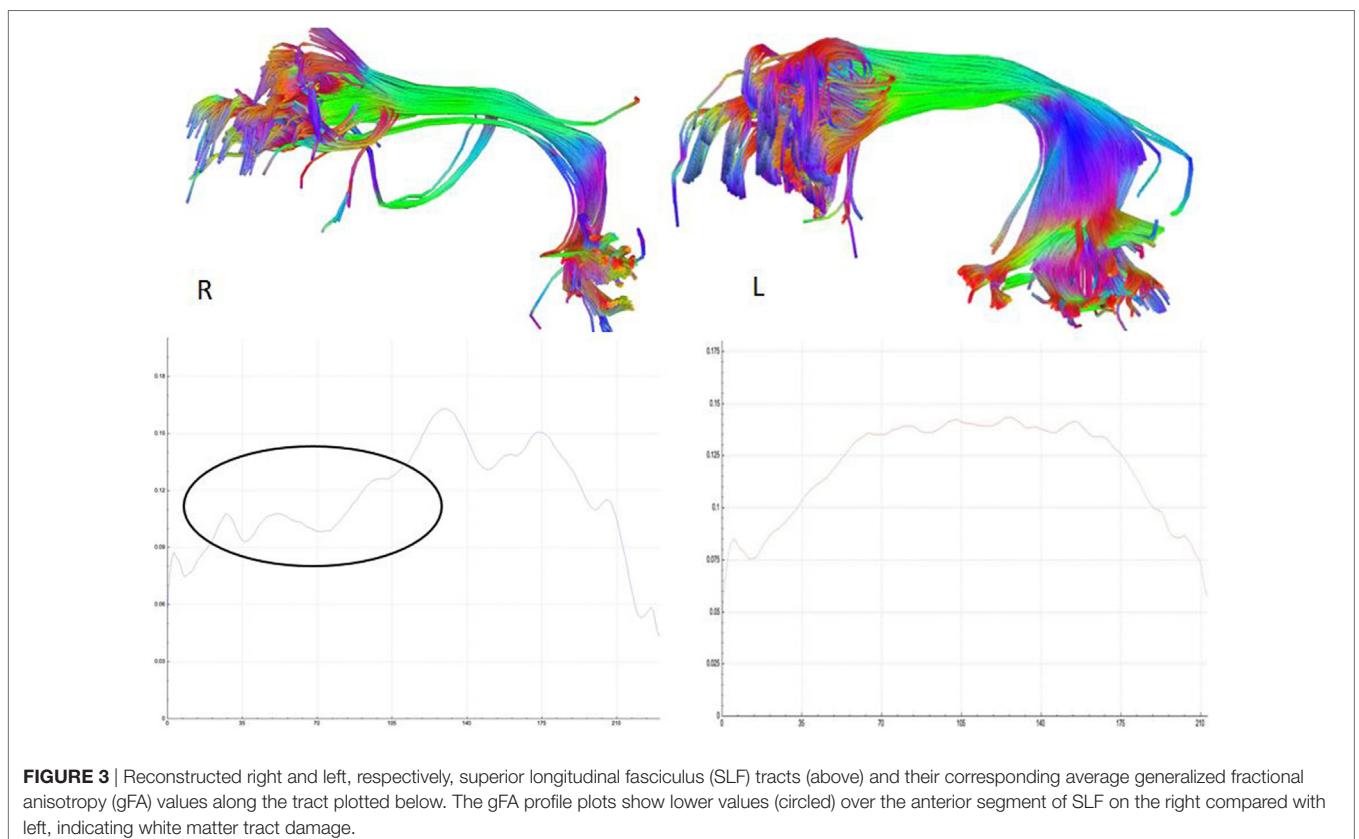 R
L
0.18
0.15
0.12
0.09
0.06
0.03
0
0 35 70 105 140 175 210
0.175
0.15
0.125
0.1
0.075
0.05
0.025
0
0 35 70 105 140 175 210
FIGURE 3 | Reconstructed right and left, respectively, superior longitudinal fasciculus (SLF) tracts (above) and their corresponding average generalized fractional
anisotropy (gFA) values along the tract plotted below. The gFA profile plots show lower values (circled) over the anterior segment of SLF on the right compared with
left, indicating white matter tract damage.